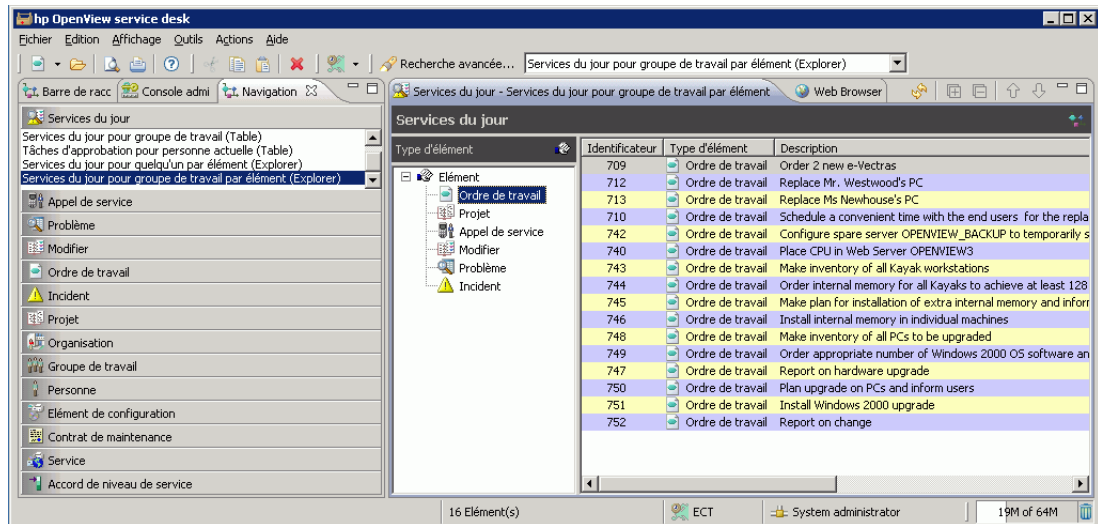 hp OpenView service desk
Fichier Edition Affichage Outils Actions Aide
Recherche avancée... Services du jour pour groupe de travail par élément (Explorer)
Barre de racc Console admi Navigation
Services du jour - Services du jour pour groupe de travail par élément Web Browser
Services du jour
Services du jour pour groupe de travail (Table)
Tâches d'approbation pour personne actuelle (Table)
Services du jour pour quelqu'un par élément (Explorer)
Services du jour pour groupe de travail par élément (Explorer)
Appel de service
Problème
Modifier
Ordre de travail
Incident
Projet
Organisation
Groupe de travail
Personne
Elément de configuration
Contrat de maintenance
Service
Accord de niveau de service
Services du jour
Type d'élément
Elément
Ordre de travail
Projet
Appel de service
Modifier
Problème
Incident
Identificateur Type d'élément Description
709 Ordre de travail Order 2 new e-Vectras
712 Ordre de travail Replace Mr. Westwood's PC
713 Ordre de travail Replace Ms Newhouse's PC
710 Ordre de travail Schedule a convenient time with the end users for the repla
742 Ordre de travail Configure spare server OPENVIEW_BACKUP to temporarily s
740 Ordre de travail Place CPU in Web Server OPENVIEW3
743 Ordre de travail Make inventory of all Kayak workstations
744 Ordre de travail Order internal memory for all Kayaks to achieve at least 128
745 Ordre de travail Make plan for installation of extra internal memory and inforr
746 Ordre de travail Install internal memory in individual machines
748 Ordre de travail Make inventory of all PCs to be upgraded
749 Ordre de travail Order appropriate number of Windows 2000 OS software an
747 Ordre de travail Report on hardware upgrade
750 Ordre de travail Plan upgrade on PCs and inform users
751 Ordre de travail Install Windows 2000 upgrade
752 Ordre de travail Report on change
16 Elément(s) ECT System administrator 19M of 64M